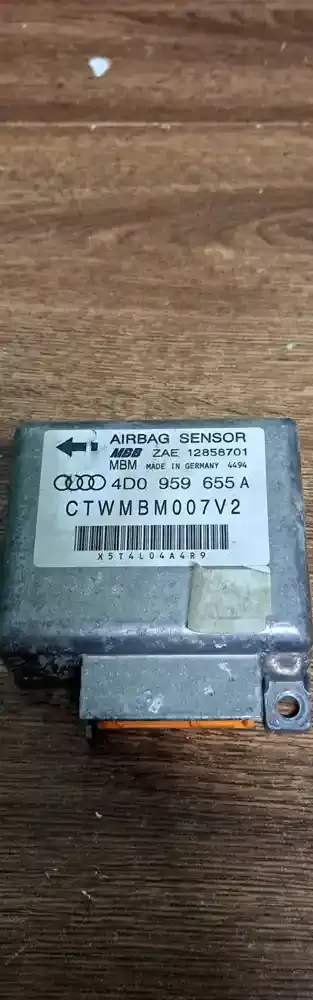 AIRBAG SENSOR
MBB ZAE 12858701
MBM MADE IN GERMANY 4494
4D0 959 655 A
CTWMBM007V2
X5T4L04A4R9